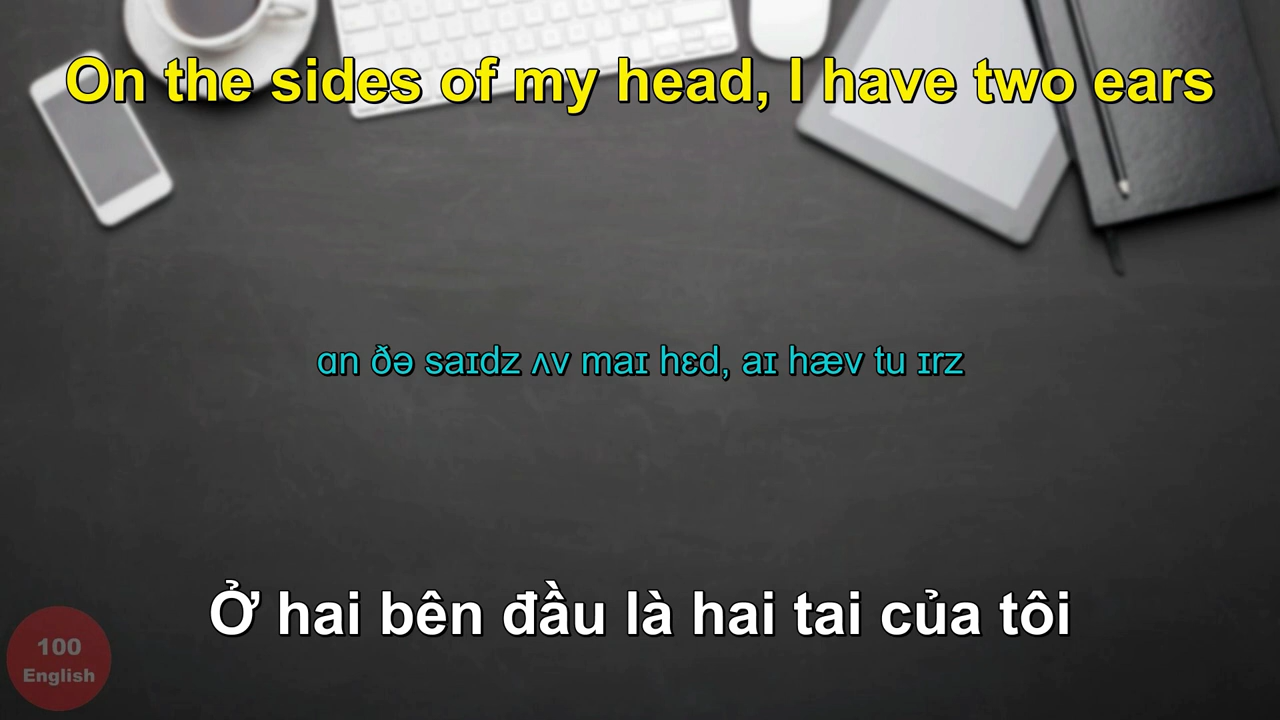 On the sides of my head, I have two ears
ɑn ðə saɪdz ʌv maɪ hɛd, aɪ hæv tu ɪrz
Ở hai bên đầu là hai tai của tôi
100
English